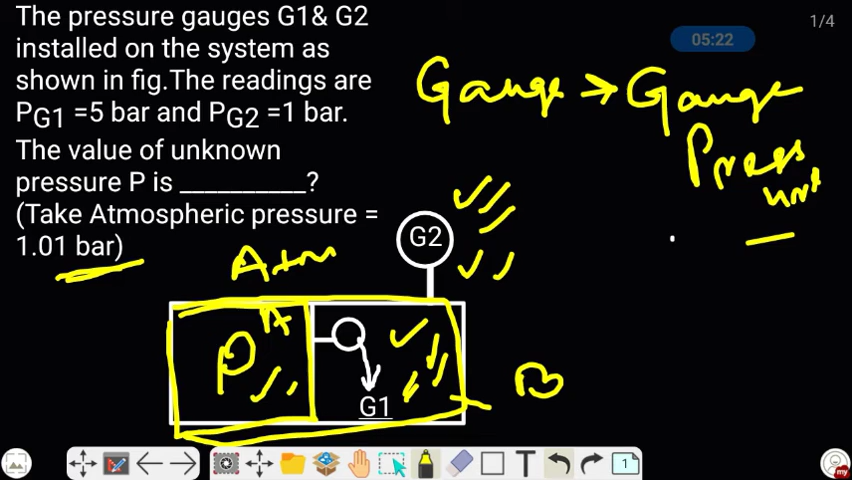 The pressure gauges G1& G2
installed on the system as
shown in fig.The readings are
PG1 =5 bar and PG2 =1 bar.
The value of unknown
pressure P is __________?
(Take Atmospheric pressure =
1.01 bar)
1/4
05:22
Gauge → Gauge
Press
Atm
G2
A
P
G1
B
T
1
my